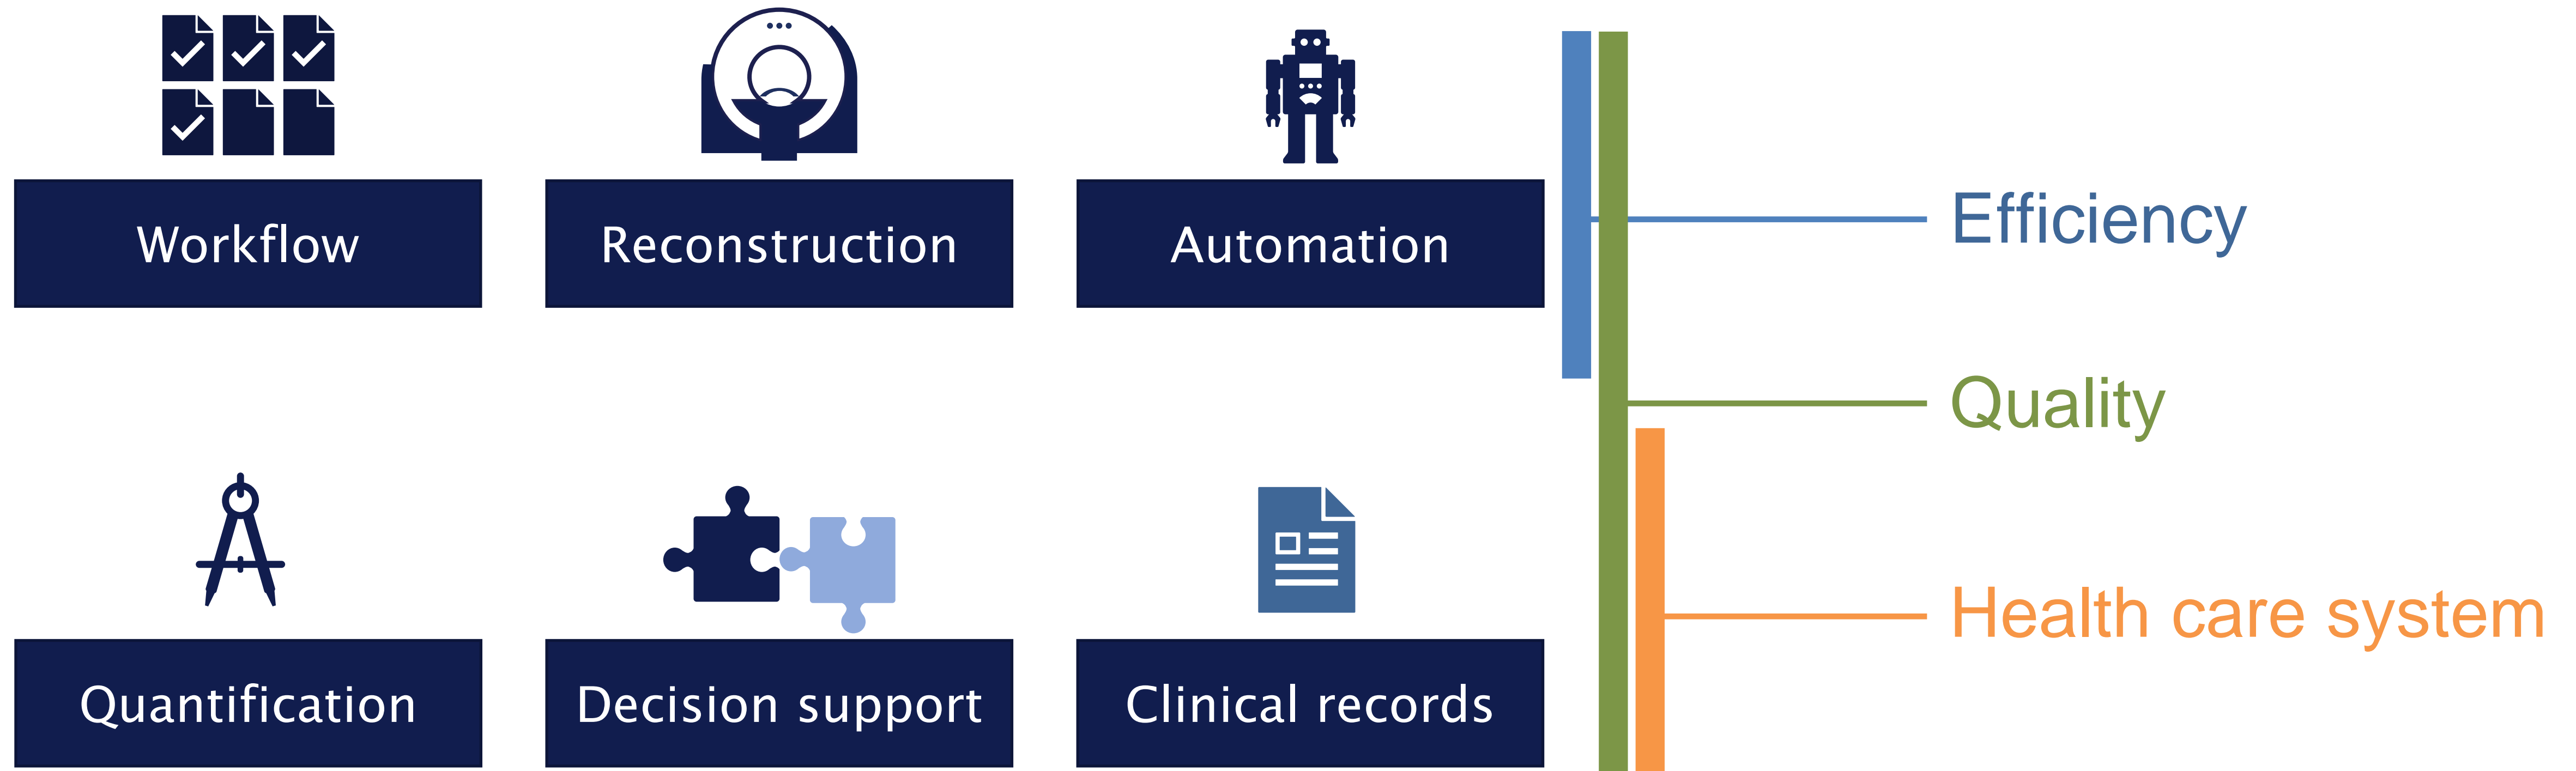 Workflow
Reconstruction
Automation
Efficiency
Quality
Health care system
Quantification
Decision support
Clinical records